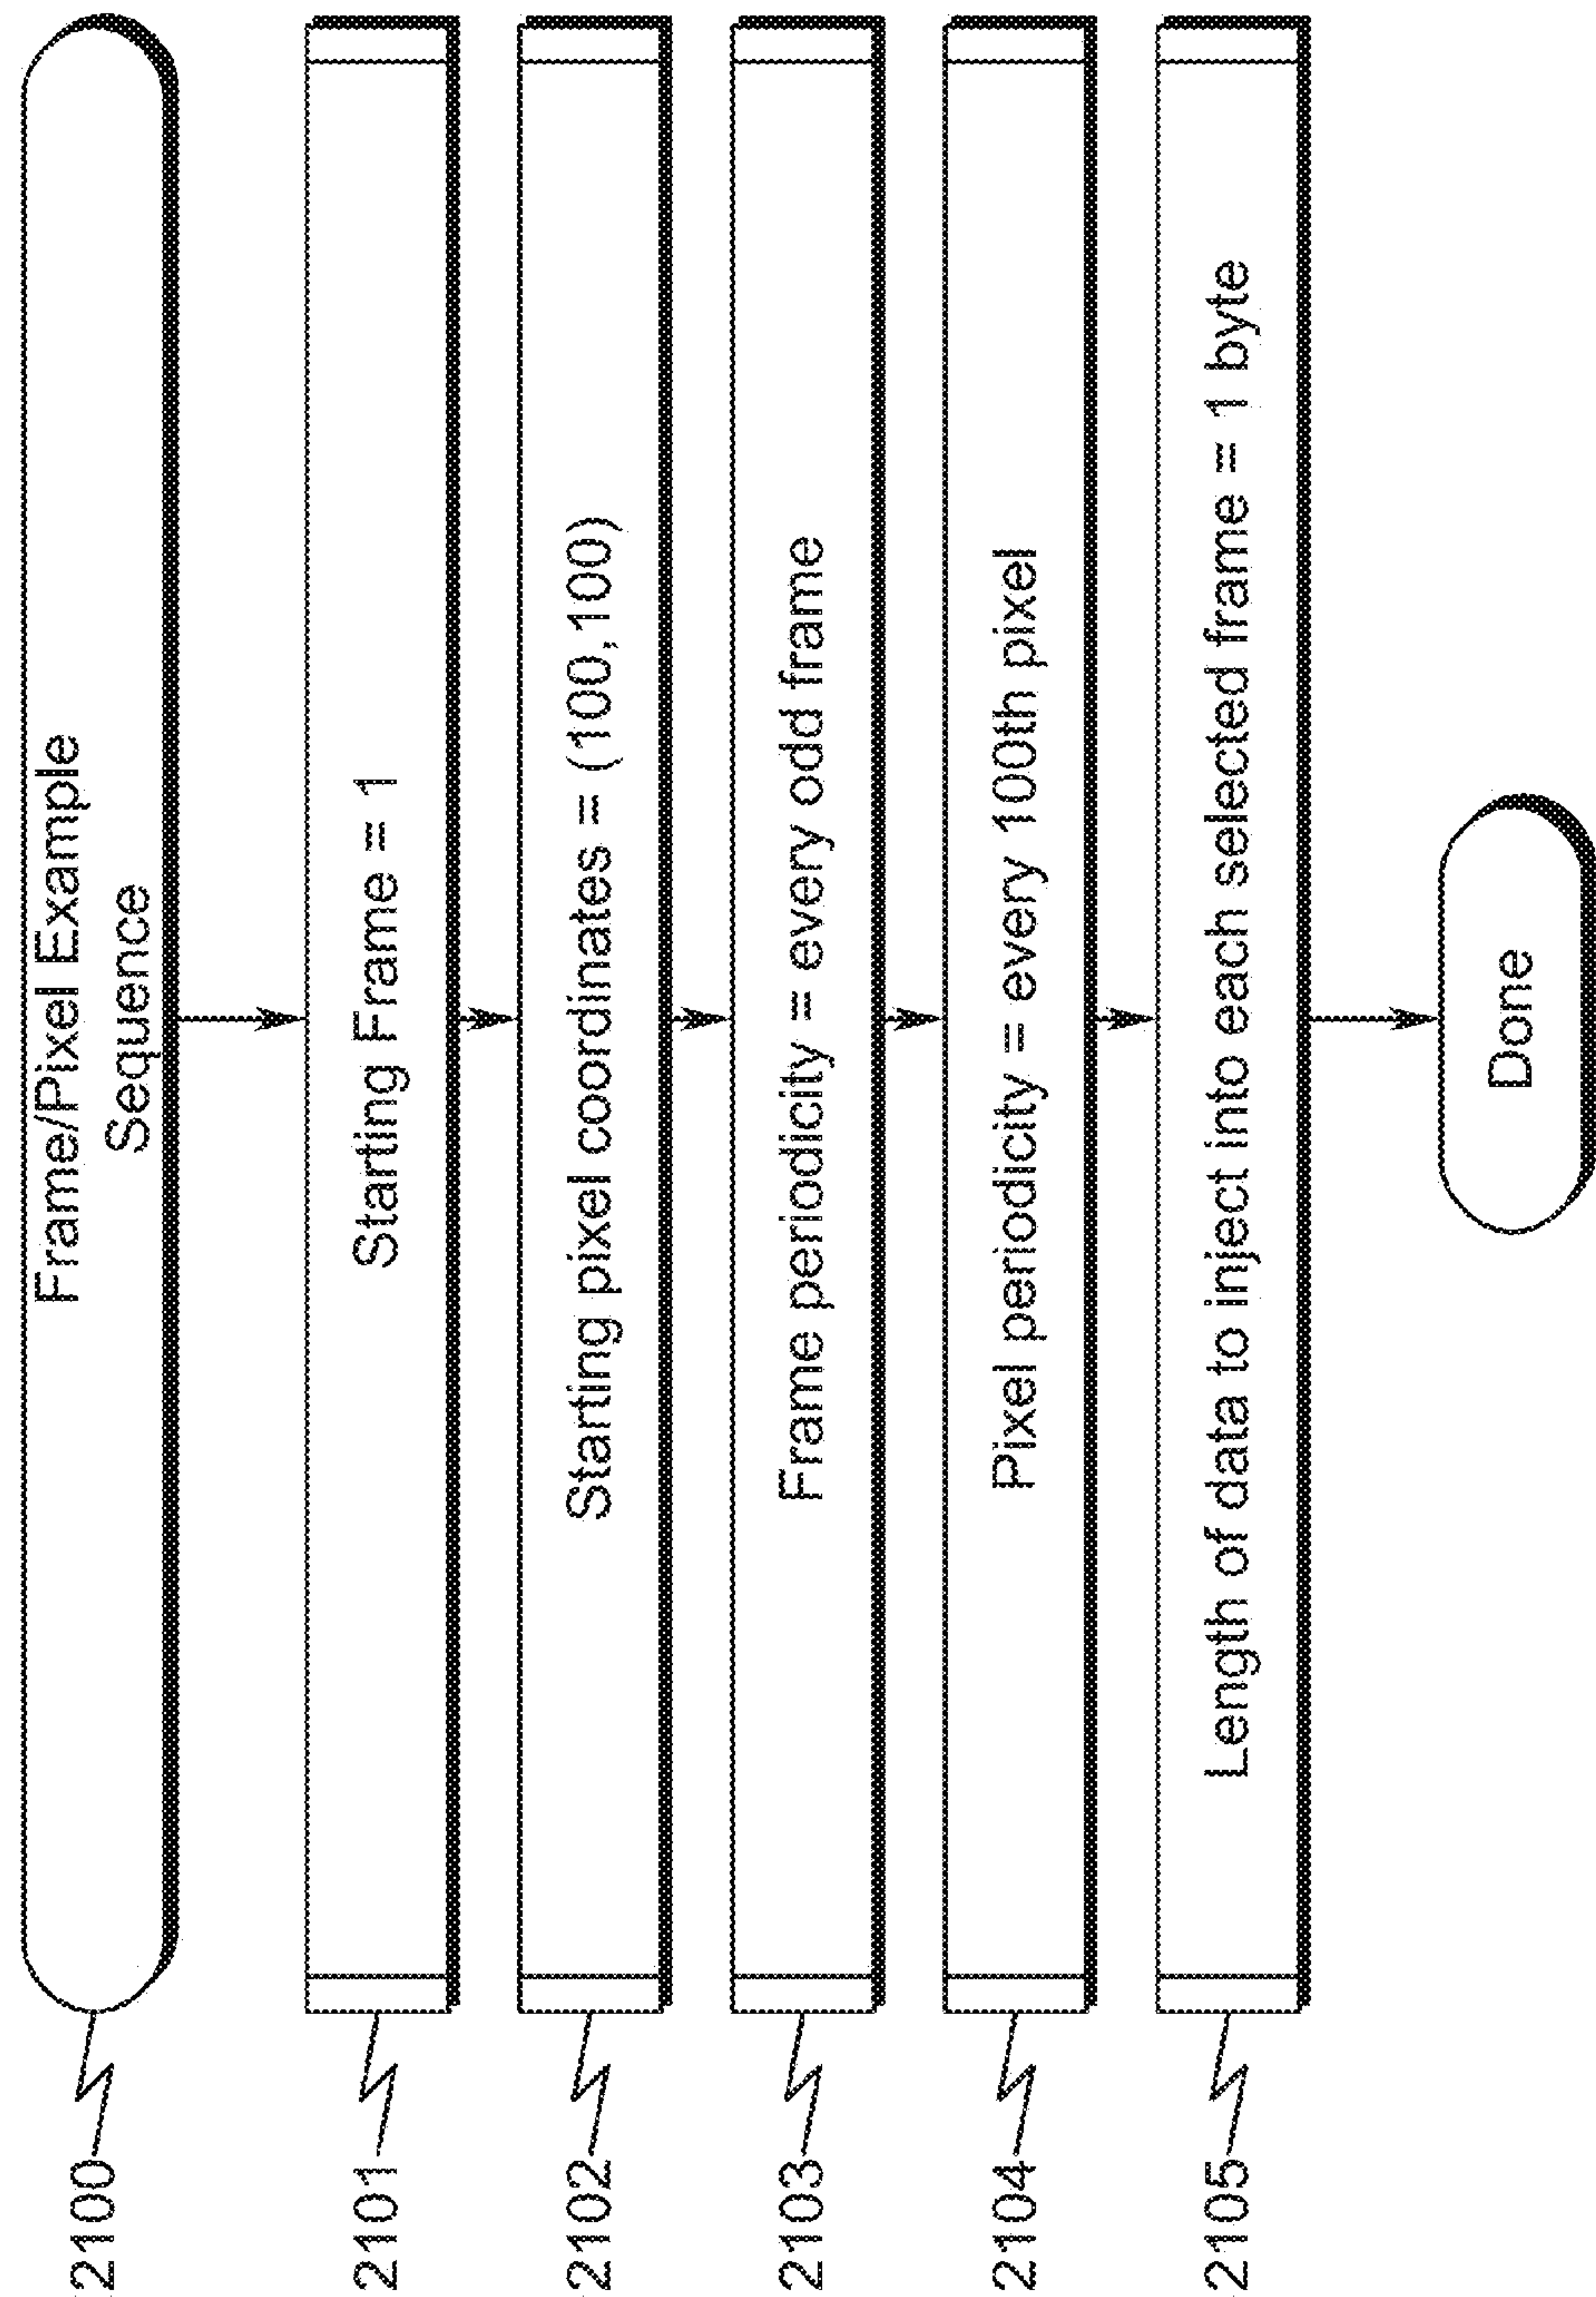 2100
Frame/Pixel Example
Sequence
2101
Starting Frame = 1
2102
Starting pixel coordinates = (100,100)
2103
Frame periodicity = every odd frame
2104
Pixel periodicity = every 100th pixel
2105
Length of data to inject into each selected frame = 1 byte
Done